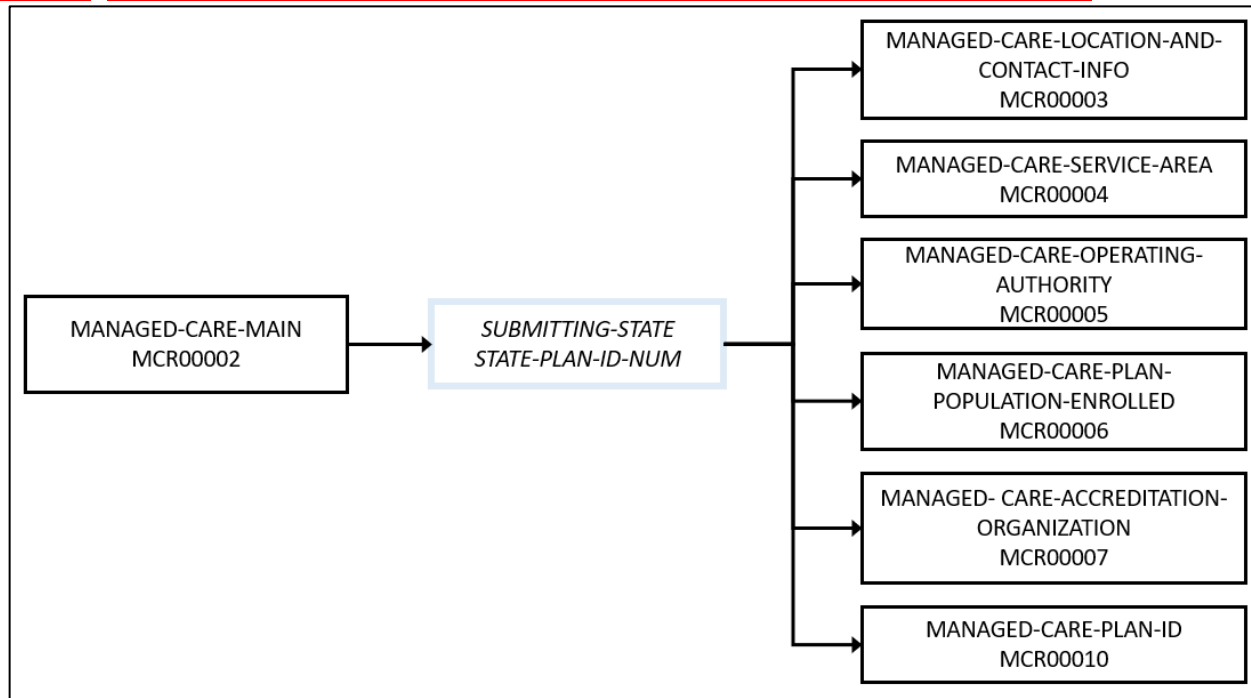 MANAGED-CARE-MAIN
MCR00002
SUBMITTING-STATE
STATE-PLAN-ID-NUM
MANAGED-CARE-LOCATION-AND-
CONTACT-INFO
MCR00003
MANAGED-CARE-SERVICE-AREA
MCR00004
MANAGED-CARE-OPERATING-
AUTHORITY
MCR00005
MANAGED-CARE-PLAN-
POPULATION-ENROLLED
MCR00006
MANAGED- CARE-ACCREDITATION-
ORGANIZATION
MCR00007
MANAGED-CARE-PLAN-ID
MCR00010